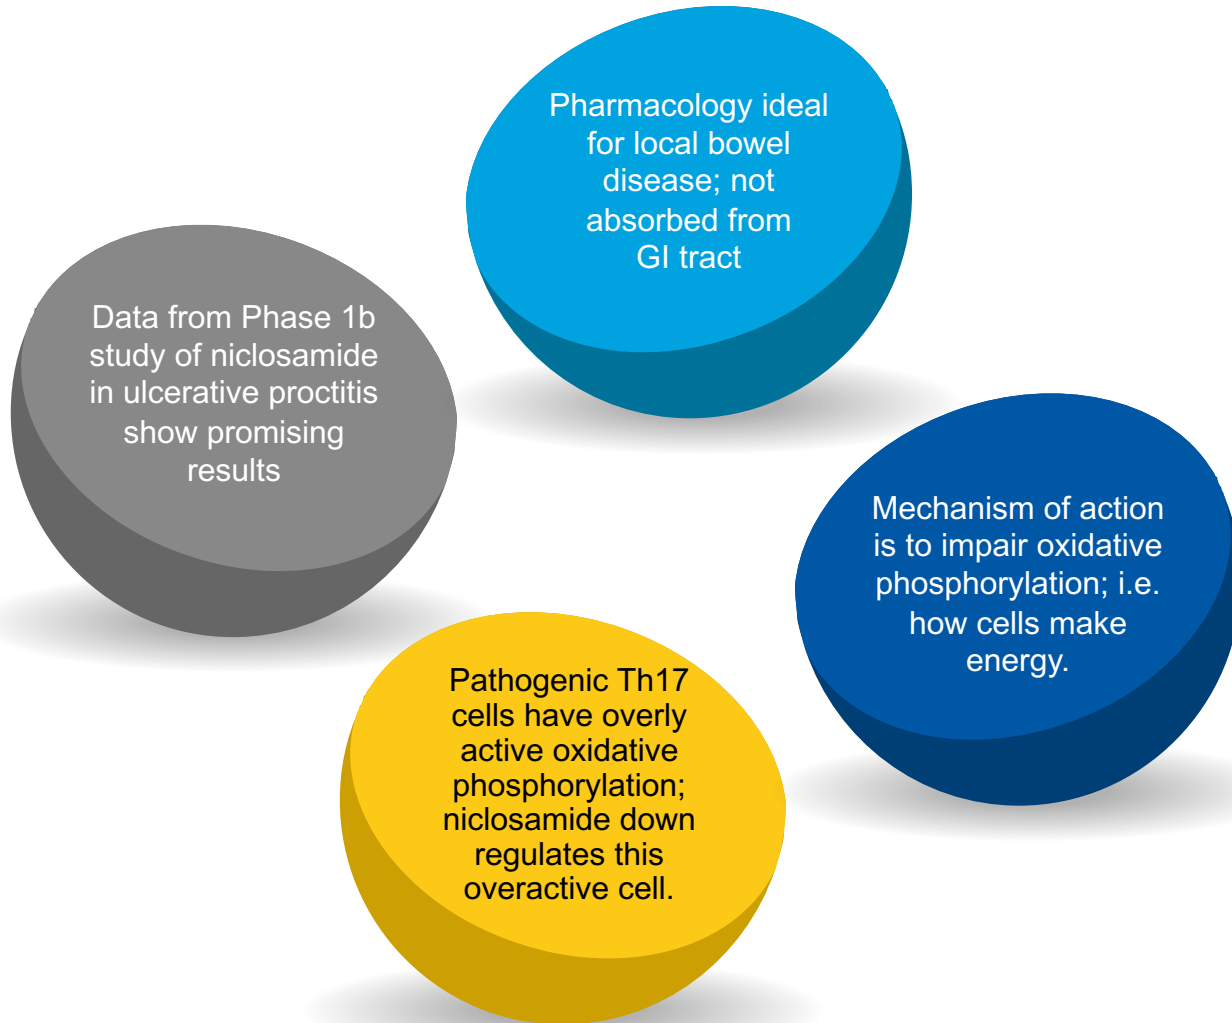 Pharmacology ideal
for local bowel
disease; not
absorbed from
GI tract
Data from Phase 1b
study of niclosamide
in ulcerative proctitis
show promising
results
Mechanism of action
is to impair oxidative
phosphorylation; i.e.
how cells make
energy.
Pathogenic Th17
cells have overly
active oxidative
phosphorylation;
niclosamide down
regulates this
overactive cell.